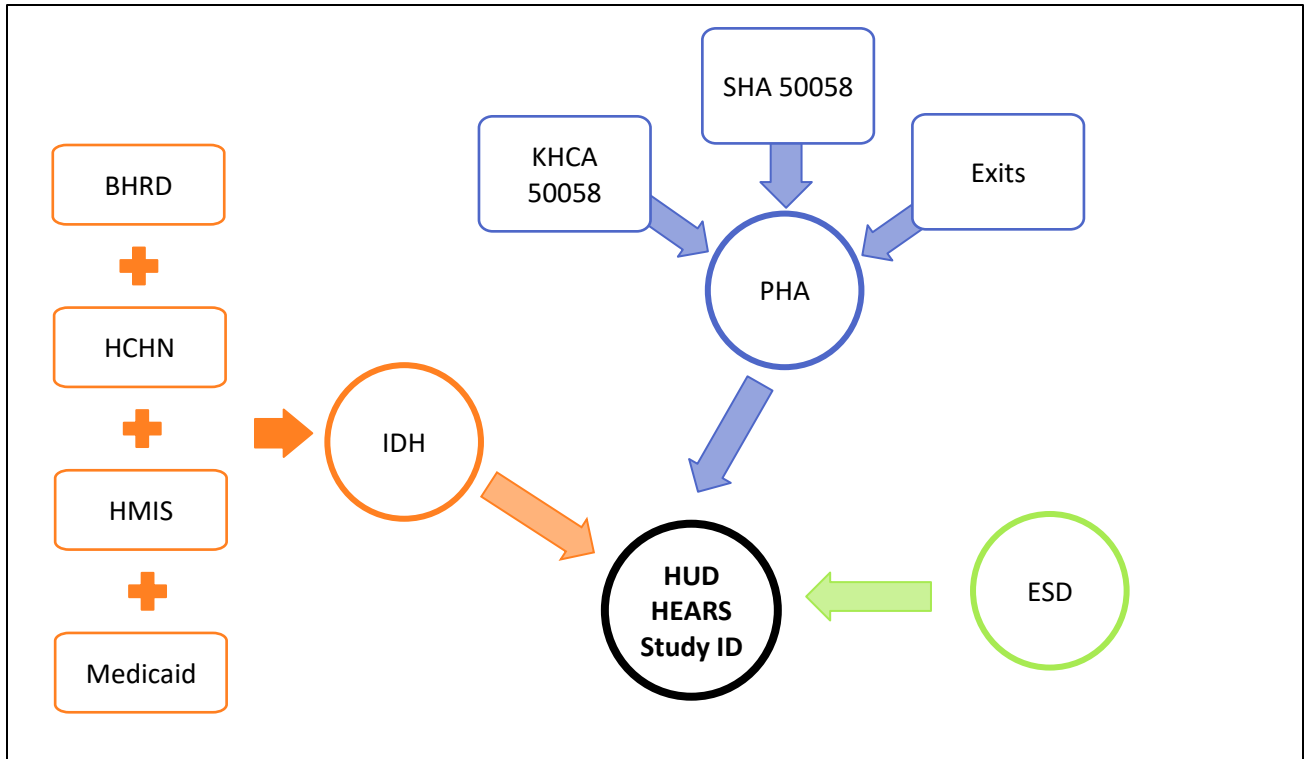 SHA 50058
KHCA
50058
Exits
BHRD
HCHN
HMIS
Medicaid
IDH
PHA
HUD
HEARS
Study ID
ESD